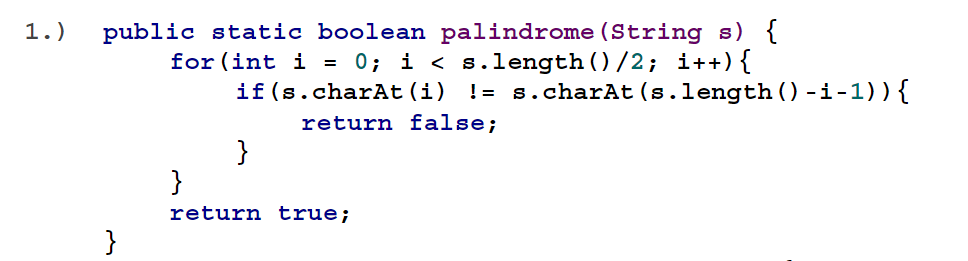 1.) public static boolean palindrome(String s) {
for(int i = 0; i < s.length()/2; i++){
if(s.charAt(i) != s.charAt(s.length()-i-1)){
return false;
}
}
return true;
}